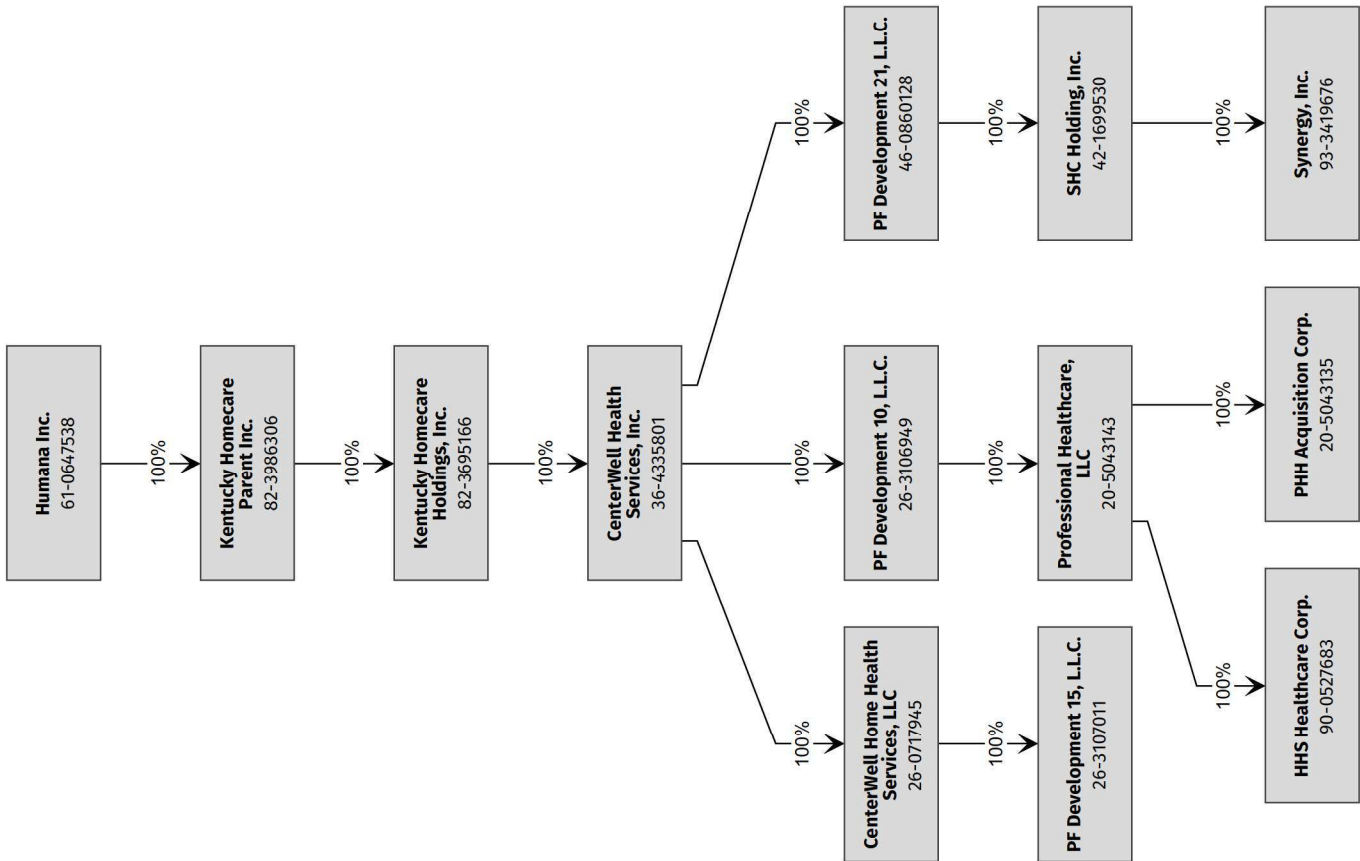 Humana Inc.
61-0647538
100%
Kentucky Homecare
Parent Inc.
82-3986306
100%
Kentucky Homecare
Holdings, Inc.
82-3695166
100%
CenterWell Health
Services, Inc.
36-4335801
100%
100%
100%
CenterWell Home Health
Services, LLC
26-0717945
PF Development 10, L.L.C.
26-3106949
PF Development 21, L.L.C.
46-0860128
100%
100%
100%
PF Development 15, L.L.C.
26-3107011
Professional Healthcare,
LLC
20-5043143
SHC Holding, Inc.
42-1699530
100%
100%
100%
HHS Healthcare Corp.
90-0527683
PHH Acquisition Corp.
20-5043135
Synergy, Inc.
93-3419676